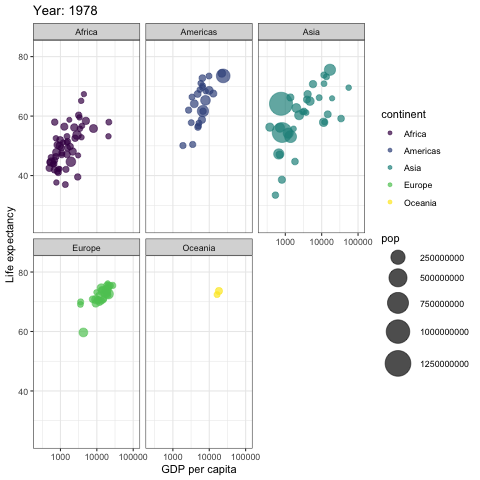 Year: 1978
Africa
Americas
Asia
80
60
40
1000
10000
100000
Europe
Oceania
80
60
40
1000
10000
100000
1000
10000
100000
Life expectancy
GDP per capita
continent
Africa
Americas
Asia
Europe
Oceania
pop
250000000
500000000
750000000
1000000000
1250000000